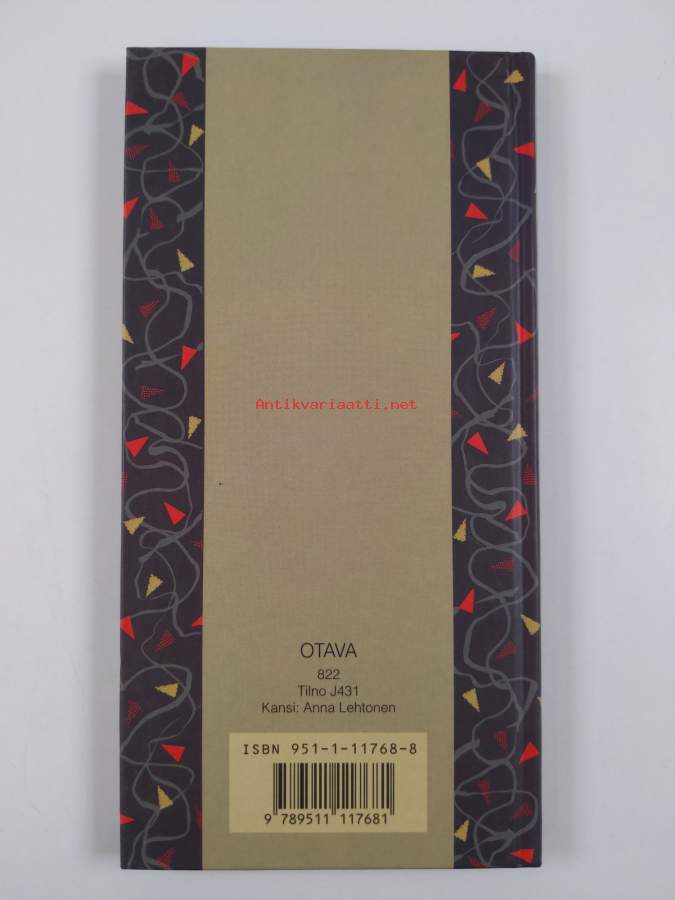 Antikvariaatti.net
OTAVA
822
Tilno J431
Kansi: Anna Lehtonen
ISBN 951-1-11768-8
9 789511 117681